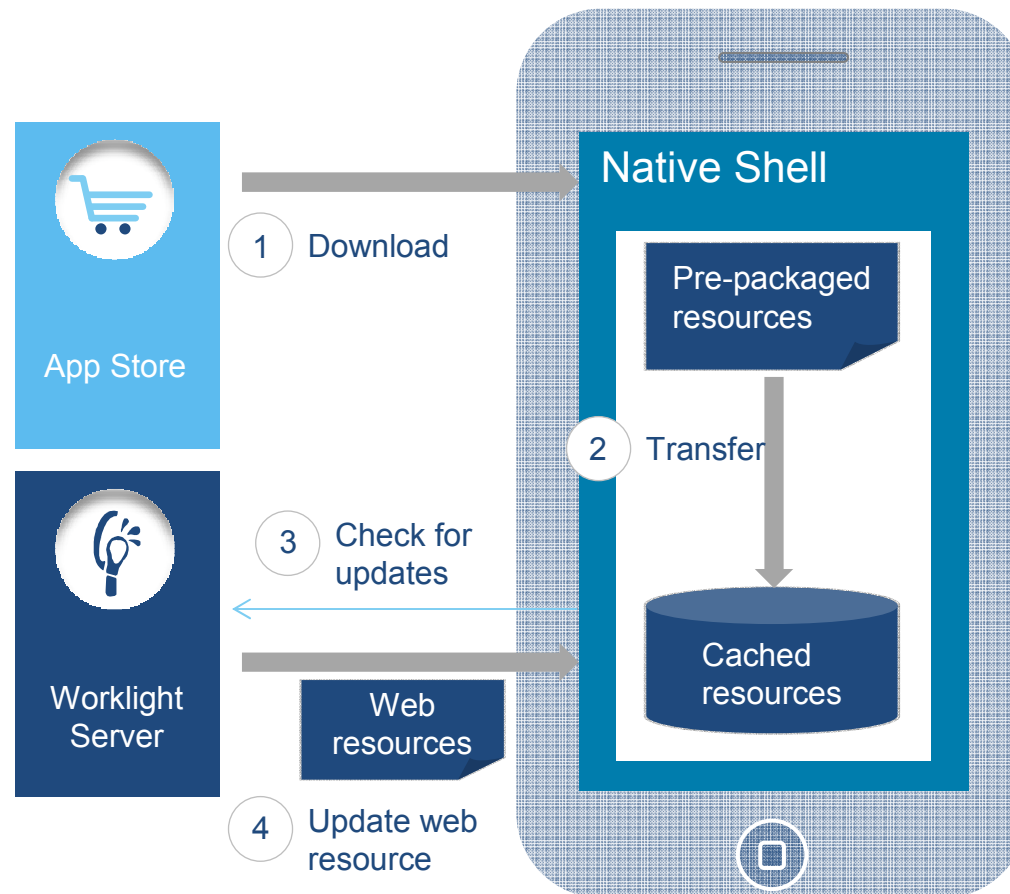 App Store
1
Download
Native Shell
Pre-packaged
resources
2
Transfer
Worklight
Server
3
Check for
updates
Cached
resources
Web
resources
4
Update web
resource